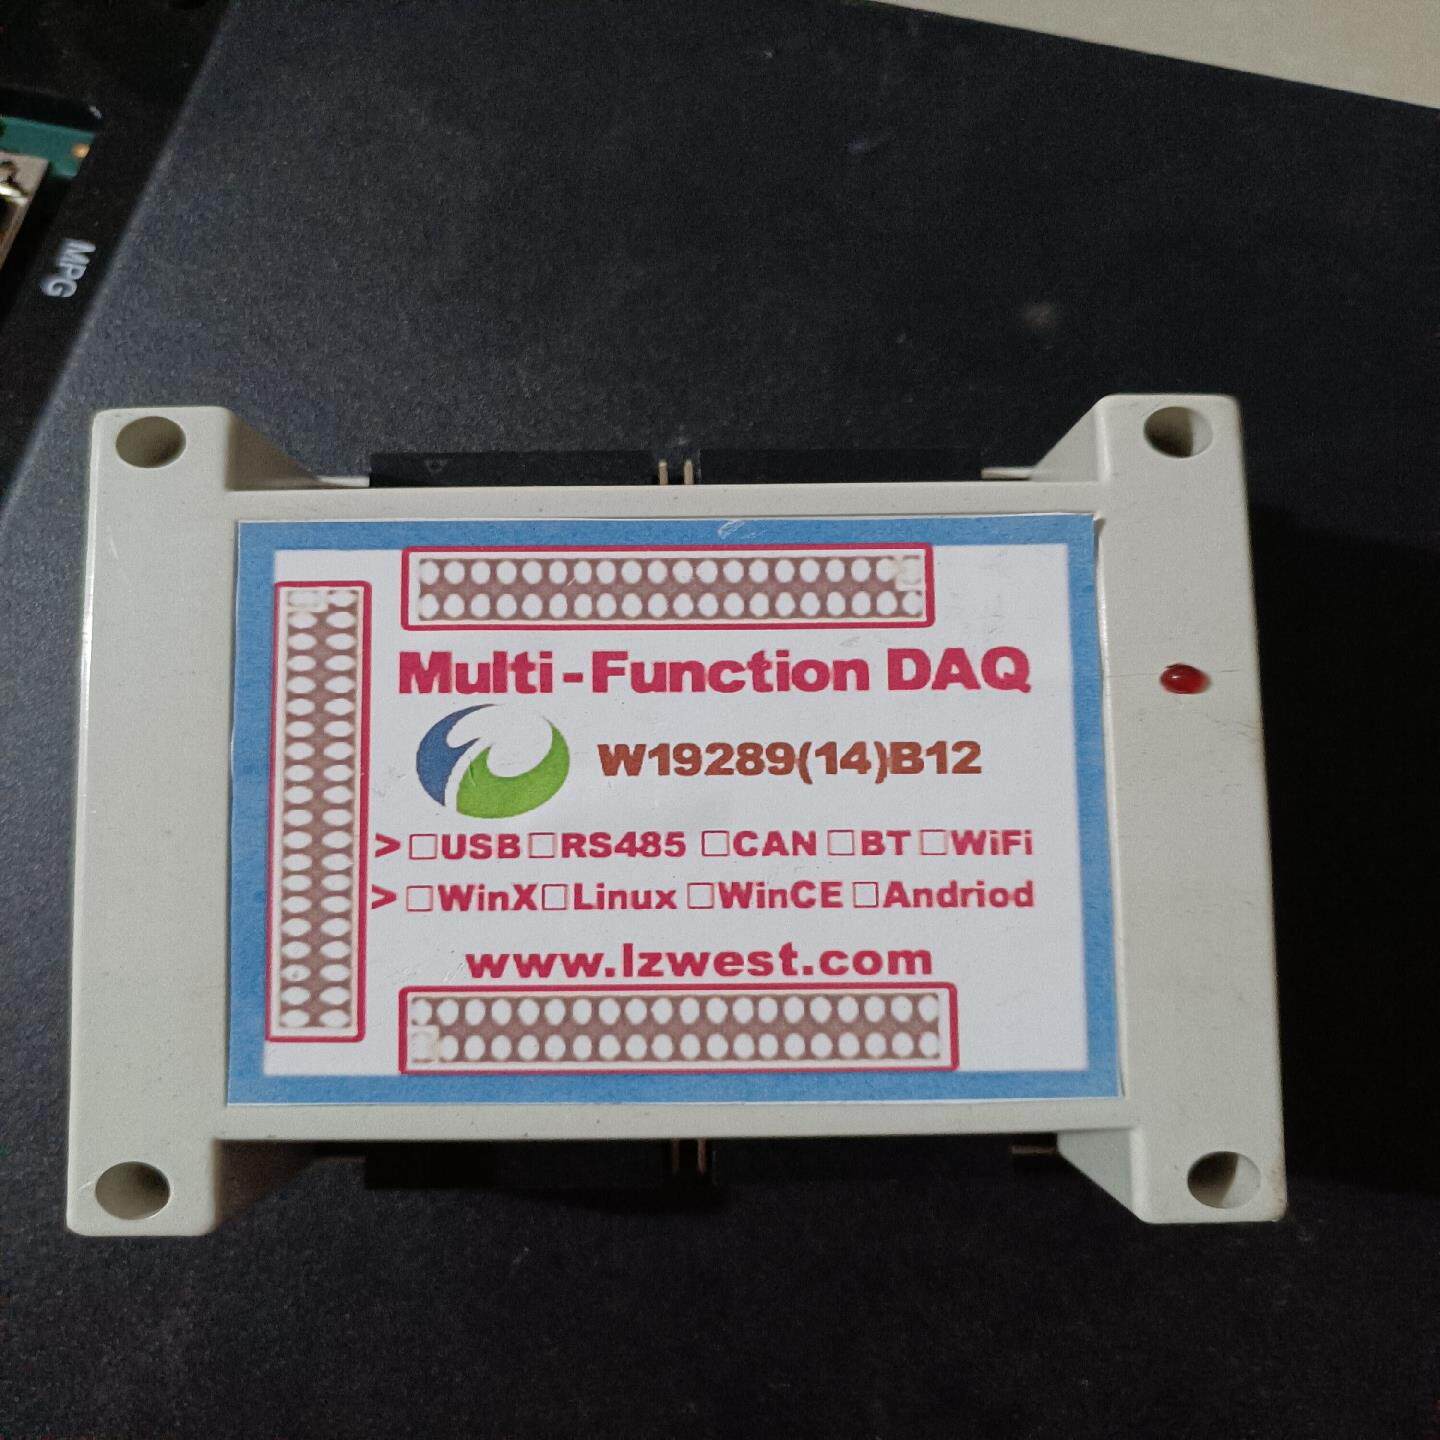 MPG
Multi-Function DAQ
W19289(14)B12
>□USB□RS485 □CAN □BT □WiFi
>□WinX□Linux □WinCE □Andriod
www.lzwest.com